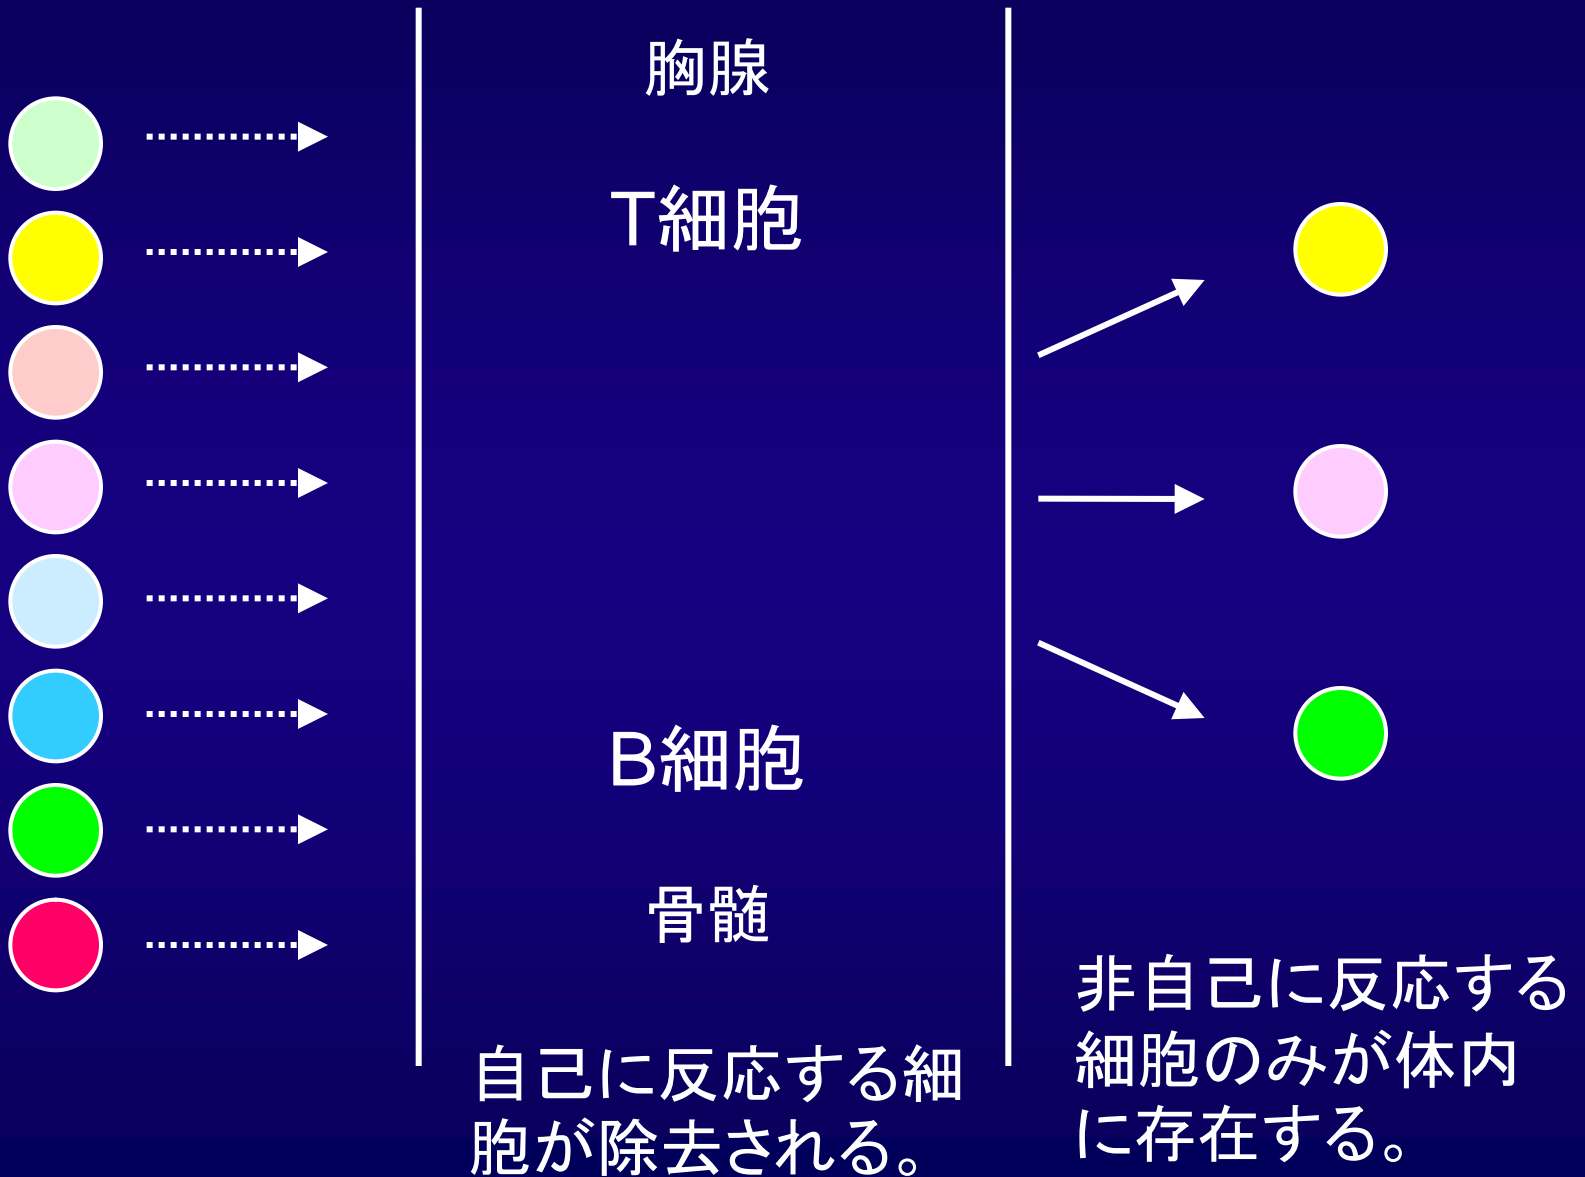 胸腺
T細胞
B細胞
骨髄
自己に反応する細
胞が除去される。
非自己に反応する
細胞のみが体内
に存在する。